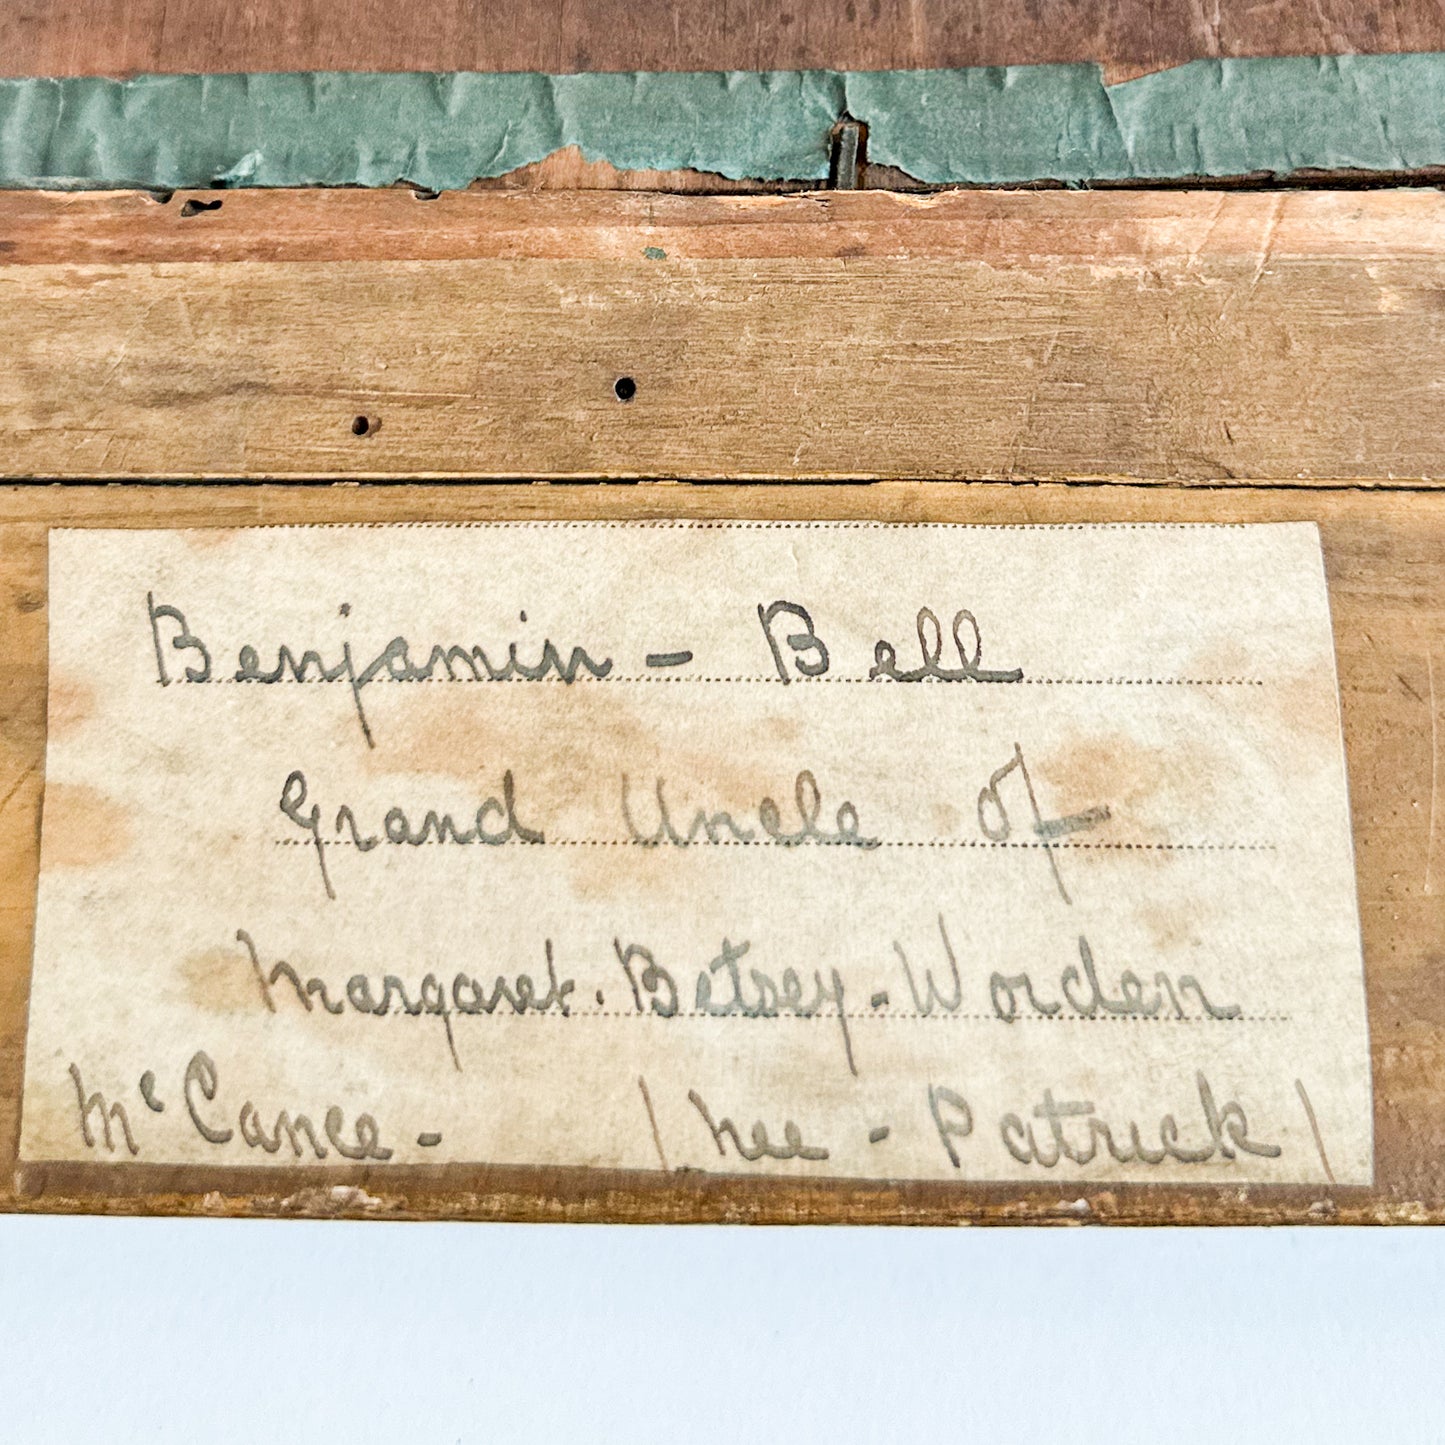 Benjamin - Bell
Grand Uncle Of
Margaret. Betsey - Worden
McCance - / nee - Patrick /